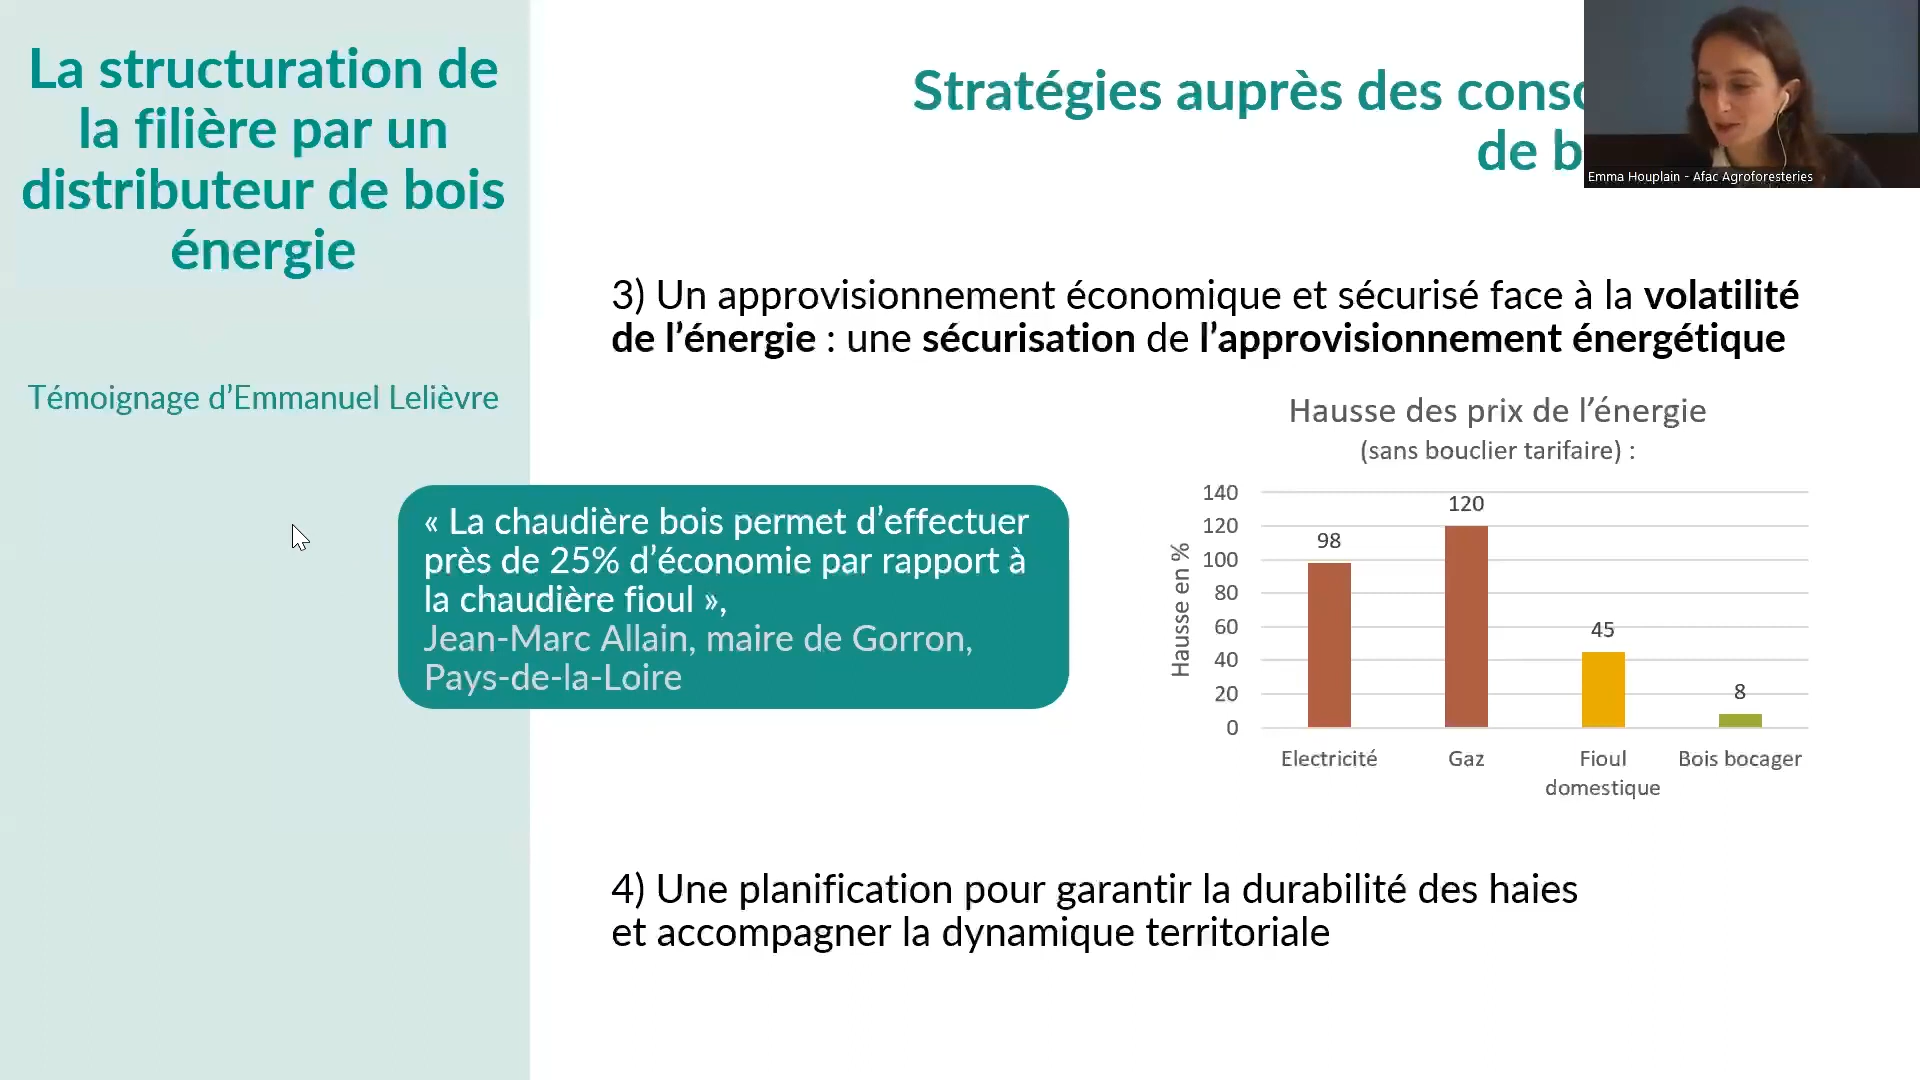 La structuration de
la filière par un
distributeur de bois
énergie
Témoignage d’Emmanuel Lelièvre
Stratégies auprès des
de
Emma Houplain - Afac Agroforesteries
3) Un approvisionnement économique et sécurisé face à la volatilité
de l’énergie : une sécurisation de l’approvisionnement énergétique
« La chaudière bois permet d’effectuer
près de 25% d’économie par rapport à
la chaudière fioul »,
Jean-Marc Allain, maire de Gorron,
Pays-de-la-Loire
Hausse des prix de l’énergie
(sans bouclier tarifaire) :
Hausse en %
140
120
100
80
60
40
20
0
98
120
45
8
Electricité
Gaz
Fioul
domestique
Bois bocager
4) Une planification pour garantir la durabilité des haies
et accompagner la dynamique territoriale